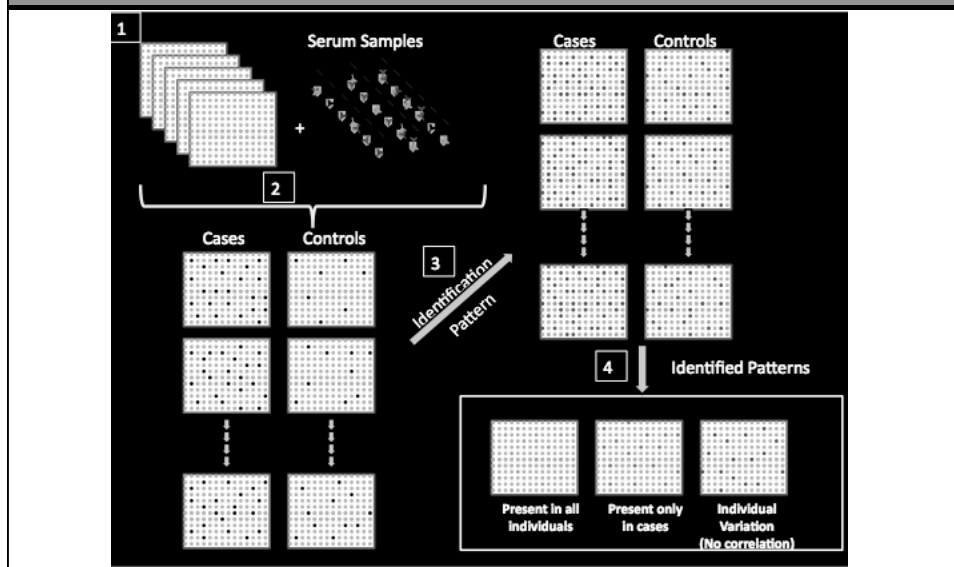 1
Serum Samples
+
2
Cases
Controls
3
Identification
Pattern
Cases
Controls
4
Identified Patterns
Present in all
individuals
Present only
in cases
Individual
Variation
(No correlation)